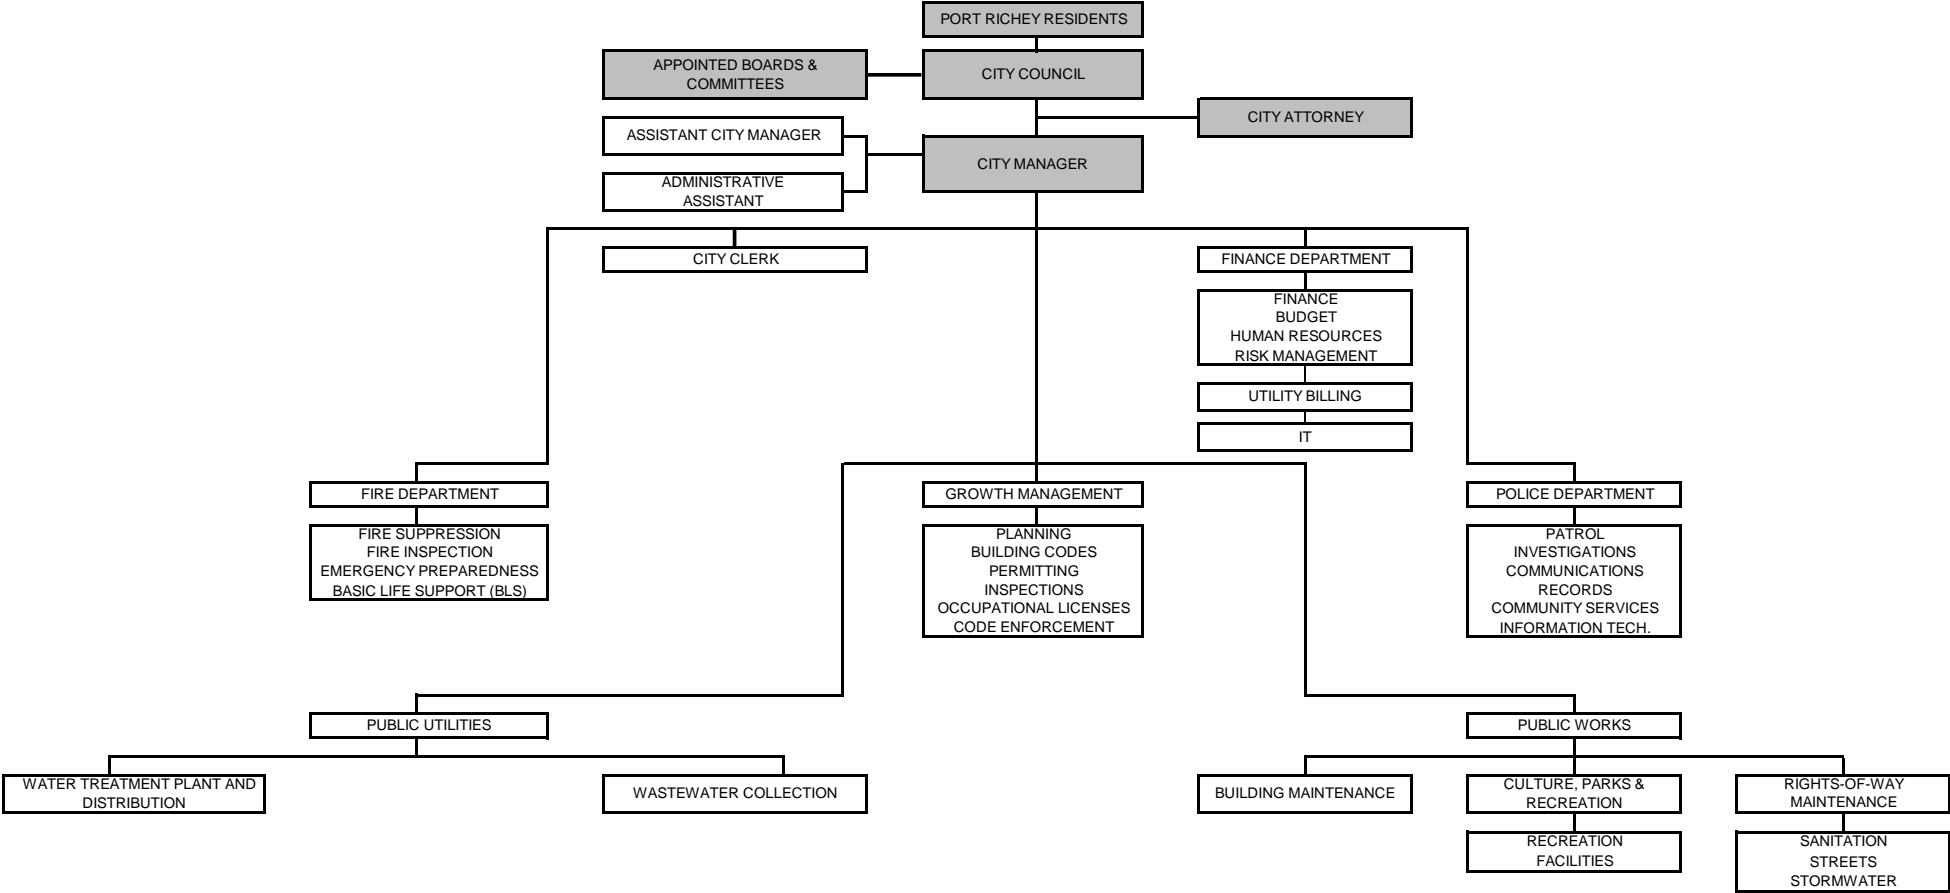 PORT RICHEY RESIDENTS
APPOINTED BOARDS &
COMMITTEES
CITY COUNCIL
CITY ATTORNEY
ASSISTANT CITY MANAGER
CITY MANAGER
ADMINISTRATIVE
ASSISTANT
CITY CLERK
FINANCE DEPARTMENT
FINANCE
BUDGET
HUMAN RESOURCES
RISK MANAGEMENT
UTILITY BILLING
IT
FIRE DEPARTMENT
FIRE SUPPRESSION
FIRE INSPECTION
EMERGENCY PREPAREDNESS
BASIC LIFE SUPPORT (BLS)
GROWTH MANAGEMENT
PLANNING
BUILDING CODES
PERMITTING
INSPECTIONS
OCCUPATIONAL LICENSES
CODE ENFORCEMENT
POLICE DEPARTMENT
PATROL
INVESTIGATIONS
COMMUNICATIONS
RECORDS
COMMUNITY SERVICES
INFORMATION TECH.
PUBLIC UTILITIES
WATER TREATMENT PLANT AND
DISTRIBUTION
WASTEWATER COLLECTION
PUBLIC WORKS
BUILDING MAINTENANCE
CULTURE, PARKS &
RECREATION
RECREATION
FACILITIES
RIGHTS-OF-WAY
MAINTENANCE
SANITATION
STREETS
STORMWATER